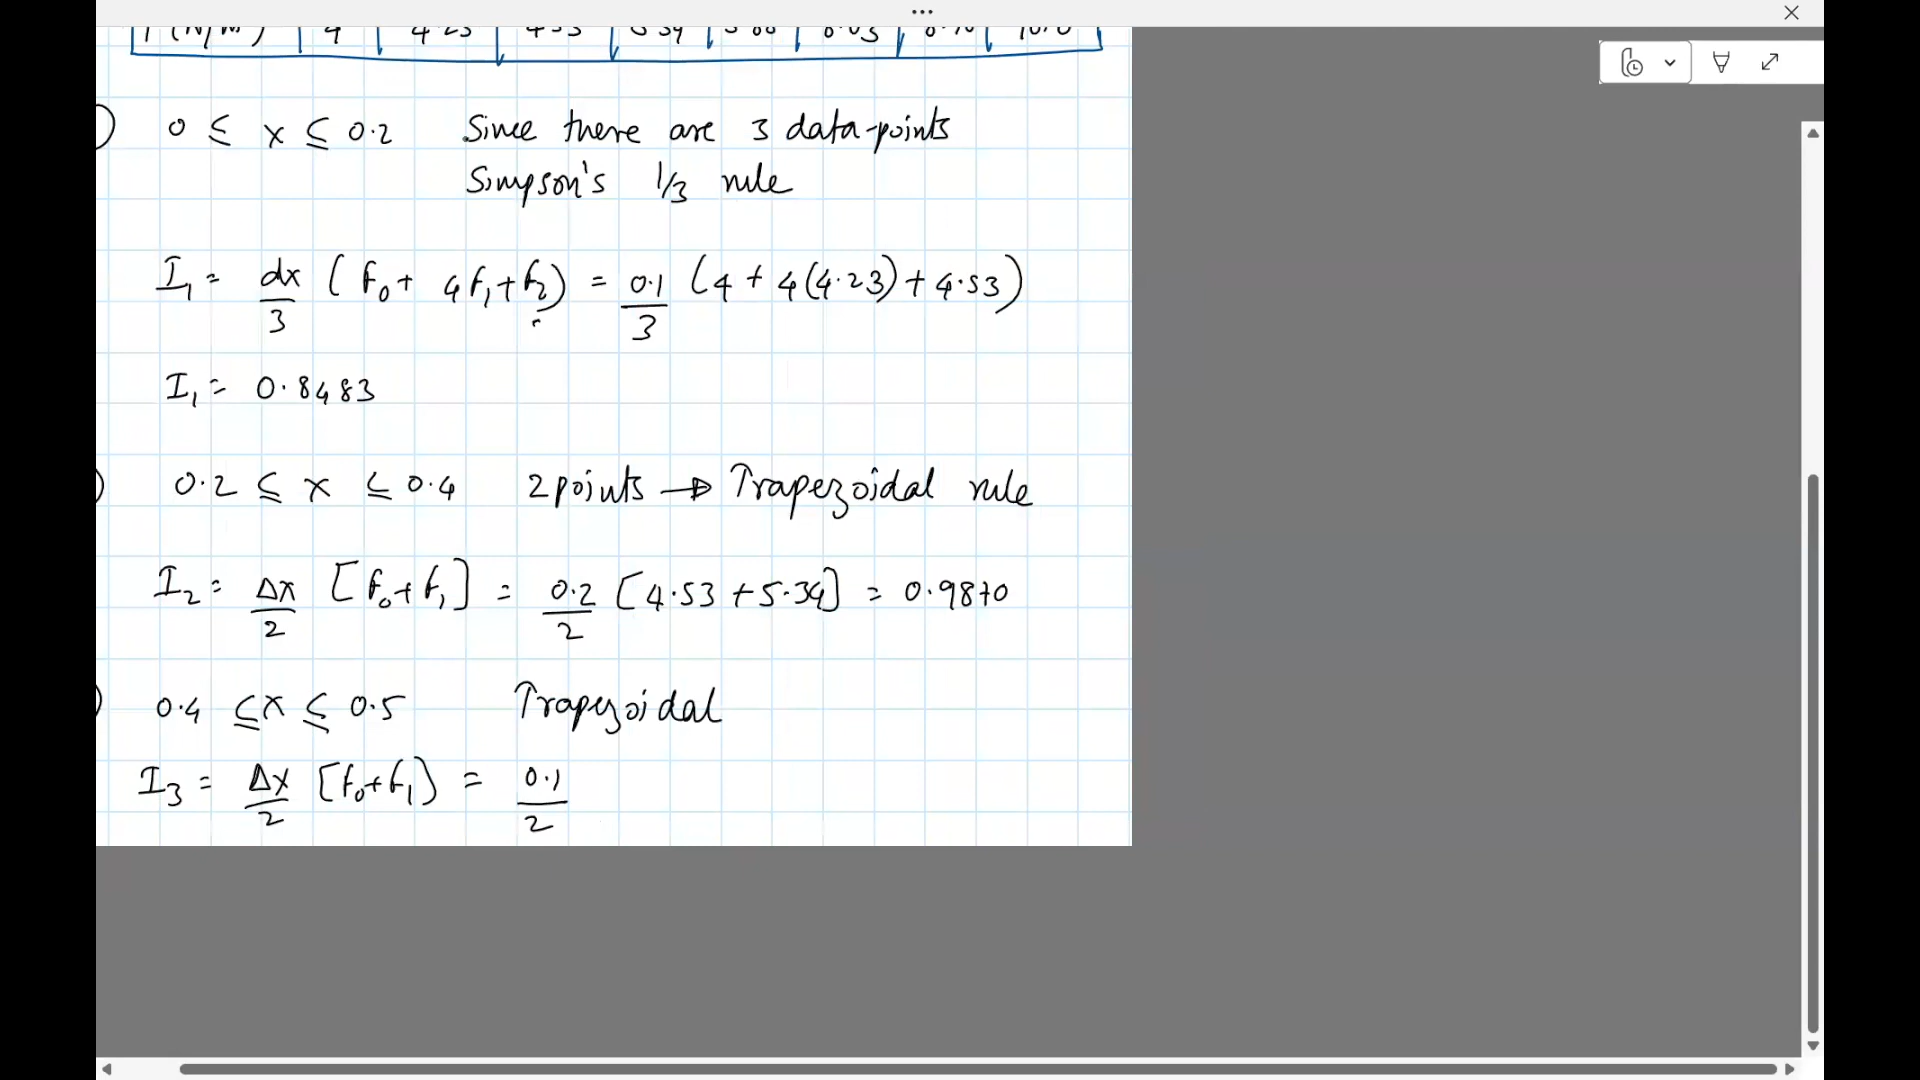 4
) 0 ≤ x ≤ 0.2 Since there are 3 data-points
Simpson's 1/3 rule
I₁ = dx/3 ( f₀ + 4f₁ + f₂ ) = 0.1/3 ( 4 + 4(4.23) + 4.53 )
I₁ = 0.8483
) 0.2 ≤ x ≤ 0.4 2 points → Trapezoidal rule
I₂ = Δx/2 [ f₀ + f₁ ] = 0.2/2 [ 4.53 + 5.34 ] = 0.9870
) 0.4 ≤ x ≤ 0.5 Trapezoidal
I₃ = Δx/2 [ f₀ + f₁ ) = 0.1/2